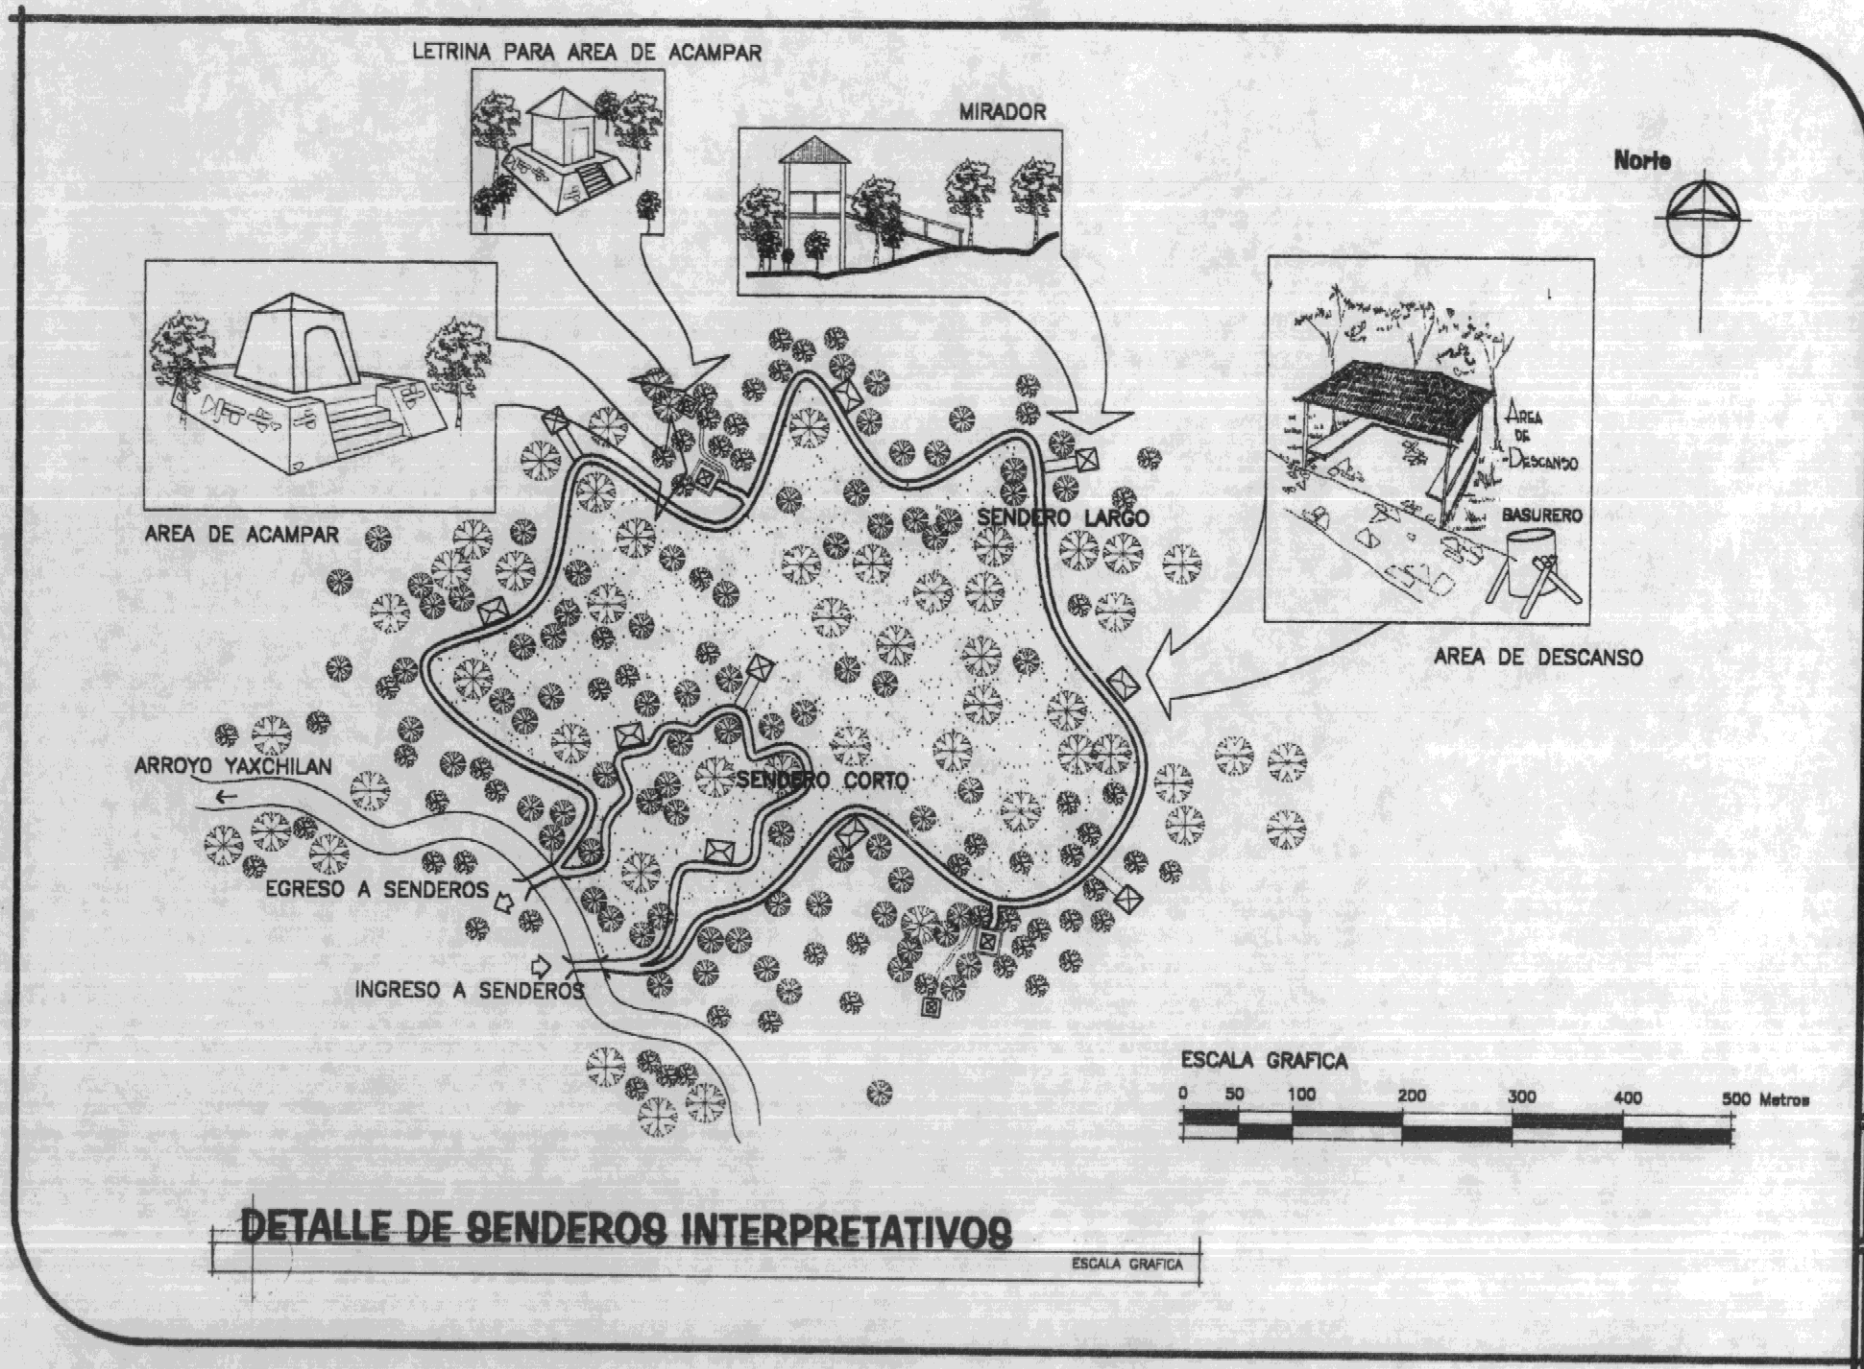 LETRINA PARA AREA DE ACAMPAR
MIRADOR
Norte
AREA
DE
DESCANSO
BASURERO
AREA DE ACAMPAR
SENDERO LARGO
AREA DE DESCANSO
ARROYO YAXCHILAN
SENDERO CORTO
EGRESO A SENDEROS
INGRESO A SENDEROS
ESCALA GRAFICA
0 50 100 200 300 400 500 Metros
DETALLE DE SENDEROS INTERPRETATIVOS
ESCALA GRAFICA